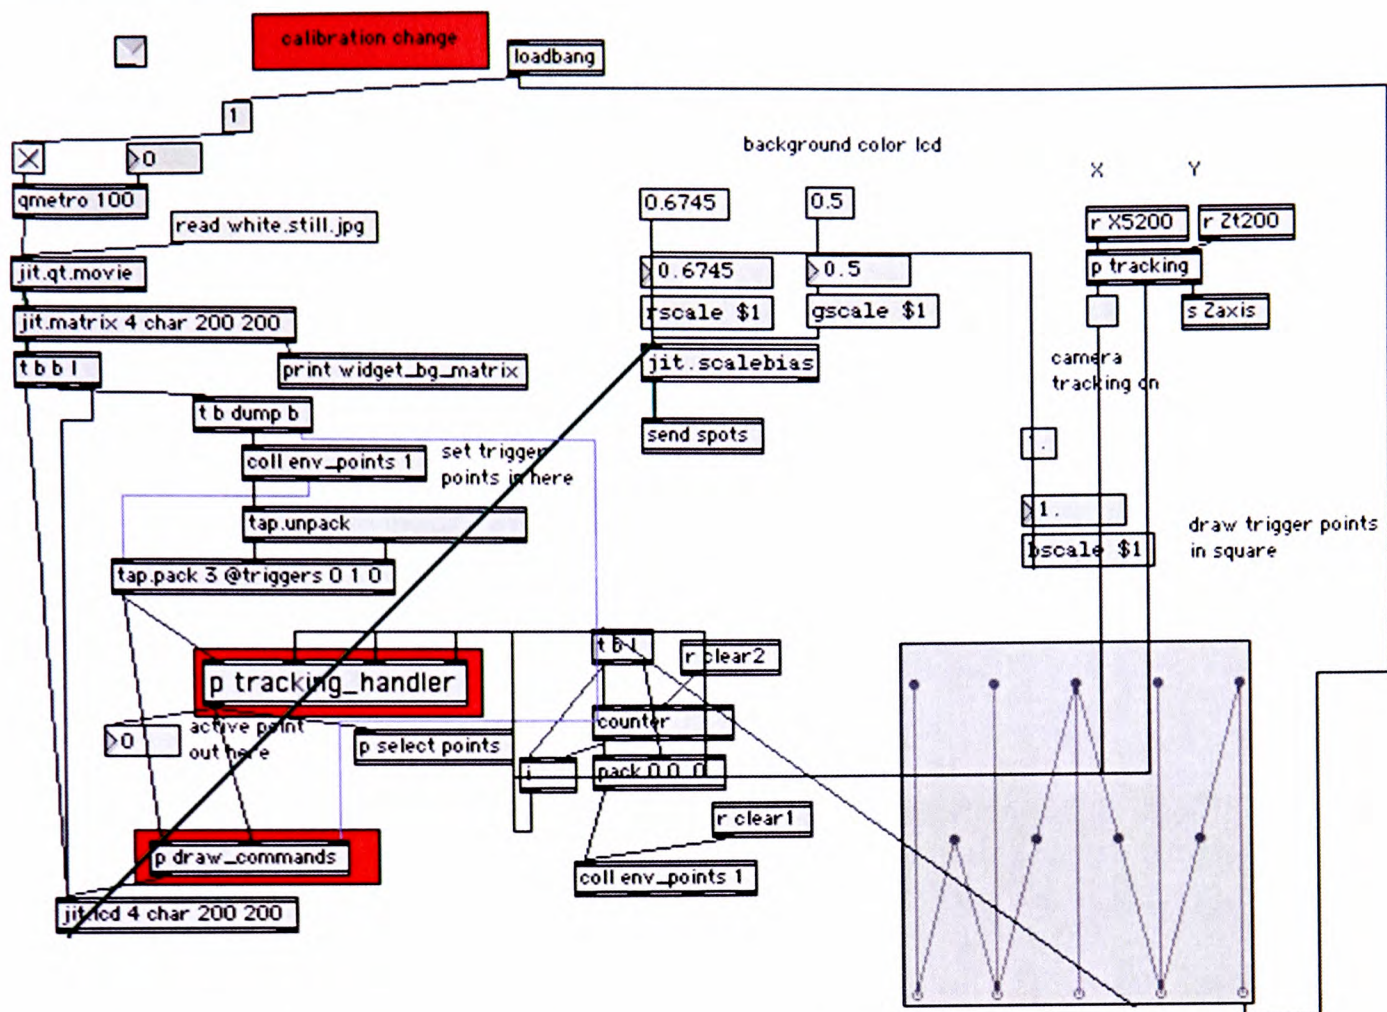 calibration change
loadbang
1
0
qmetro 100
read white.still.jpg
jit.qt.movie
jit.matrix 4 char 200 200
t b b l
print widget_bg_matrix
t b dump b
coll env_points 1
set trigger
points in here
tap.unpack
tap.pack 3 @triggers 0 1 0
p tracking_handler
0
active point
out here
p select points
p draw_commands
jit.lcd 4 char 200 200
background color lcd
0.6745
0.5
0.6745
0.5
rscale $1
gscale $1
jit.scalebias
send spots
X
Y
r X5200
r Zt200
p tracking
s Zaxis
camera
tracking on
1.
1.
bscale $1
draw trigger points
in square
t b l
r clear2
counter
i
pack 0 0 0
r clear1
coll env_points 1